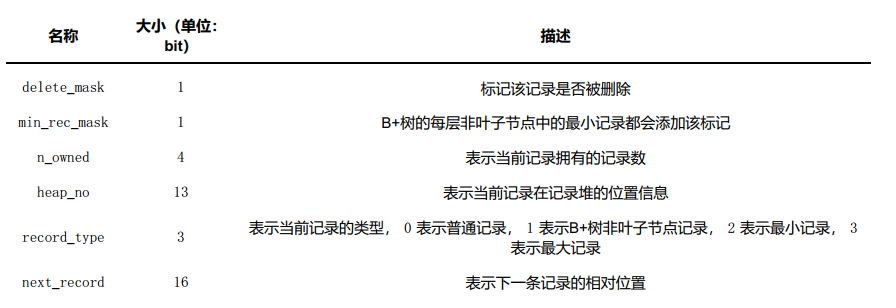 名称 大小（单位：bit） 描述
delete_mask 1 标记该记录是否被删除
min_rec_mask 1 B+树的每层非叶子节点中的最小记录都会添加该标记
n_owned 4 表示当前记录拥有的记录数
heap_no 13 表示当前记录在记录堆的位置信息
record_type 3 表示当前记录的类型， 0 表示普通记录， 1 表示B+树非叶子节点记录， 2 表示最小记录， 3
表示最大记录
next_record 16 表示下一条记录的相对位置